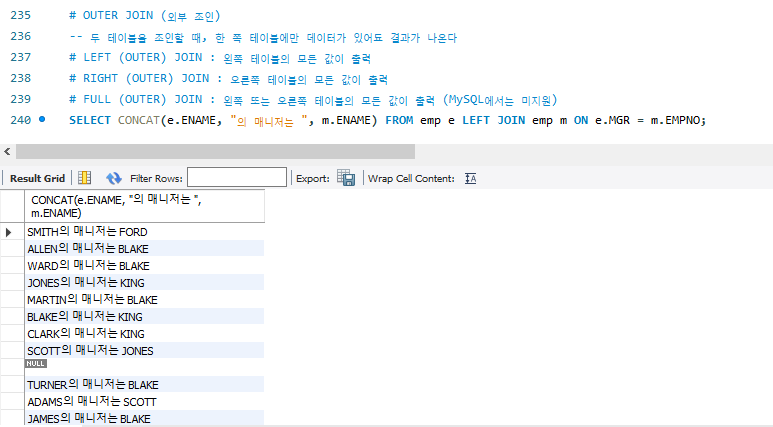 235 # OUTER JOIN (외부 조인)
236 -- 두 테이블을 조인할 때, 한 쪽 테이블에만 데이터가 있어료 결과가 나온다
237 # LEFT (OUTER) JOIN : 왼쪽 테이블의 모든 값이 출력
238 # RIGHT (OUTER) JOIN : 오른쪽 테이블의 모든 값이 출력
239 # FULL (OUTER) JOIN : 왼쪽 또는 오른쪽 테이블의 모든 값이 출력 (MySQL에서는 미지원)
240 SELECT CONCAT(e.ENAME, "의 매니저는 ", m.ENAME) FROM emp e LEFT JOIN emp m ON e.MGR = m.EMPNO;
Result Grid Filter Rows: Export: Wrap Cell Content:
CONCAT(e.ENAME, "의 매니저는 ",
m.ENAME)
SMITH의 매니저는 FORD
ALLEN의 매니저는 BLAKE
WARD의 매니저는 BLAKE
JONES의 매니저는 KING
MARTIN의 매니저는 BLAKE
BLAKE의 매니저는 KING
CLARK의 매니저는 KING
SCOTT의 매니저는 JONES
NULL
TURNER의 매니저는 BLAKE
ADAMS의 매니저는 SCOTT
JAMES의 매니저는 BLAKE